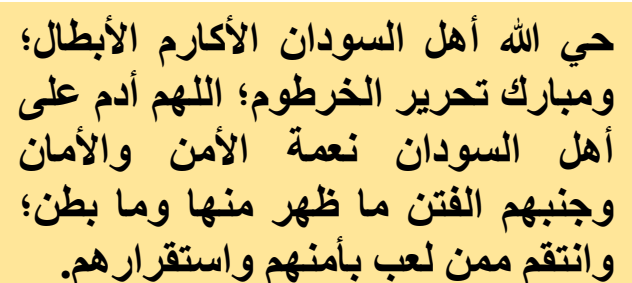 حي الله أهل السودان الأكارم الأبطال؛
ومبارك تحرير الخرطوم؛ اللهم أدم على
أهل السودان نعمة الأمن والأمان
وجنبهم الفتن ما ظهر منها وما بطن؛
وانتقم ممن لعب بأمنهم واستقرارهم.